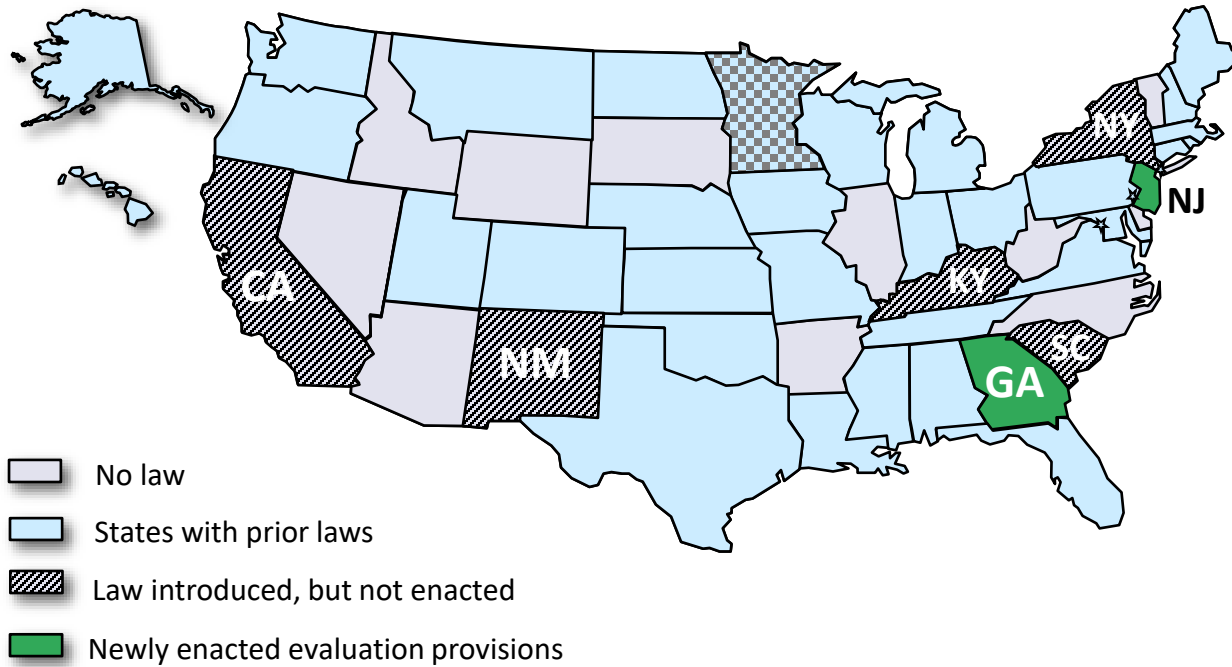 NY
NJ
CA
KY
NM
SC
GA
No law
States with prior laws
Law introduced, but not enacted
Newly enacted evaluation provisions